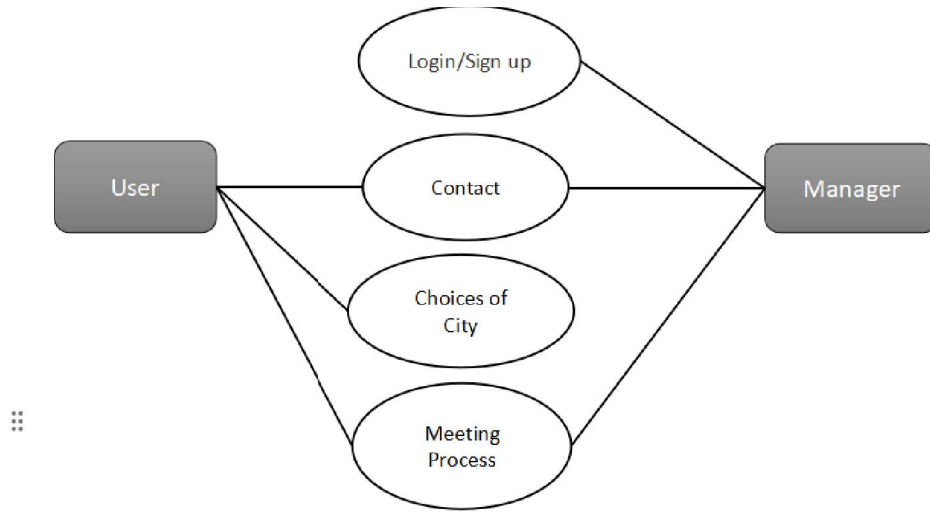 Login/Sign up
User
Contact
Manager
Choices of
City
Meeting
Process